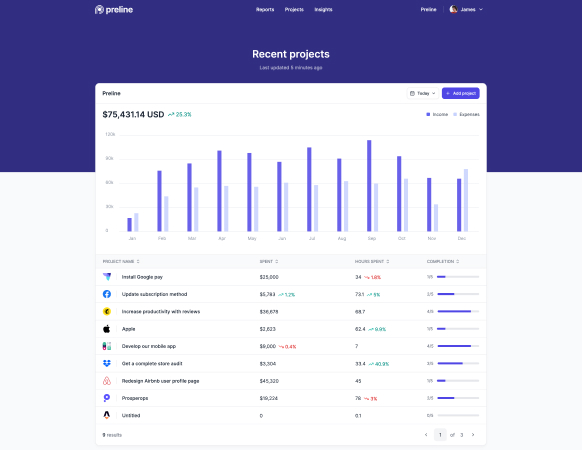 preline
Reports Projects Insights
Preline James
Recent projects
Last updated 5 minutes ago
Preline
Today
+ Add project
$75,431.14 USD 25.3%
Income Expenses
120k
90k
60k
30k
0
Jan Feb Mar Apr May Jun Jul Aug Sep Oct Nov Dec
PROJECT NAME SPENT HOURS SPENT COMPLETION
Install Google pay $25,000 34 1.8% 1/5
Update subscription method $5,783 1.2% 73.1 5% 2/5
Increase productivity with reviews $36,678 68.7 4/5
Apple $2,623 62.4 9.9% 1/5
Develop our mobile app $9,000 0.4% 7 4/5
Get a complete store audit $3,304 33.4 40.9% 3/5
Redesign Airbnb user profile page $45,320 45 1/5
Prosperops $19,224 78 3% 2/5
Untitled 0 0.1 0/5
9 results
1 of 3